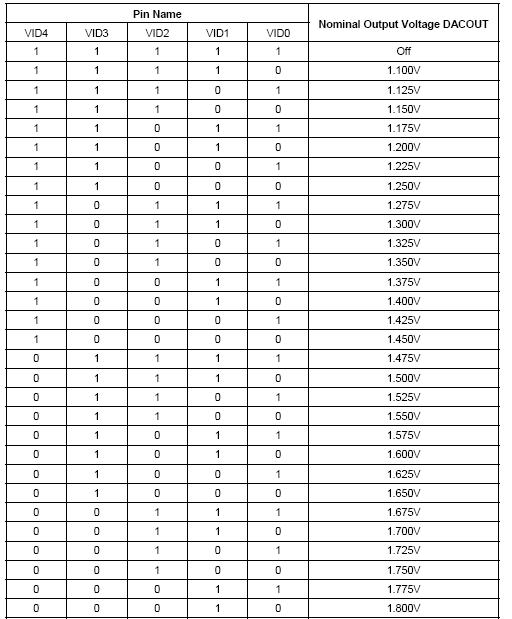 Pin Name
Nominal Output Voltage DACOUT
VID4 VID3 VID2 VID1 VID0
1 1 1 1 1 Off
1 1 1 1 0 1.100V
1 1 1 0 1 1.125V
1 1 1 0 0 1.150V
1 1 0 1 1 1.175V
1 1 0 1 0 1.200V
1 1 0 0 1 1.225V
1 1 0 0 0 1.250V
1 0 1 1 1 1.275V
1 0 1 1 0 1.300V
1 0 1 0 1 1.325V
1 0 1 0 0 1.350V
1 0 0 1 1 1.375V
1 0 0 1 0 1.400V
1 0 0 0 1 1.425V
1 0 0 0 0 1.450V
0 1 1 1 1 1.475V
0 1 1 1 0 1.500V
0 1 1 0 1 1.525V
0 1 1 0 0 1.550V
0 1 0 1 1 1.575V
0 1 0 1 0 1.600V
0 1 0 0 1 1.625V
0 1 0 0 0 1.650V
0 0 1 1 1 1.675V
0 0 1 1 0 1.700V
0 0 1 0 1 1.725V
0 0 1 0 0 1.750V
0 0 0 1 1 1.775V
0 0 0 1 0 1.800V